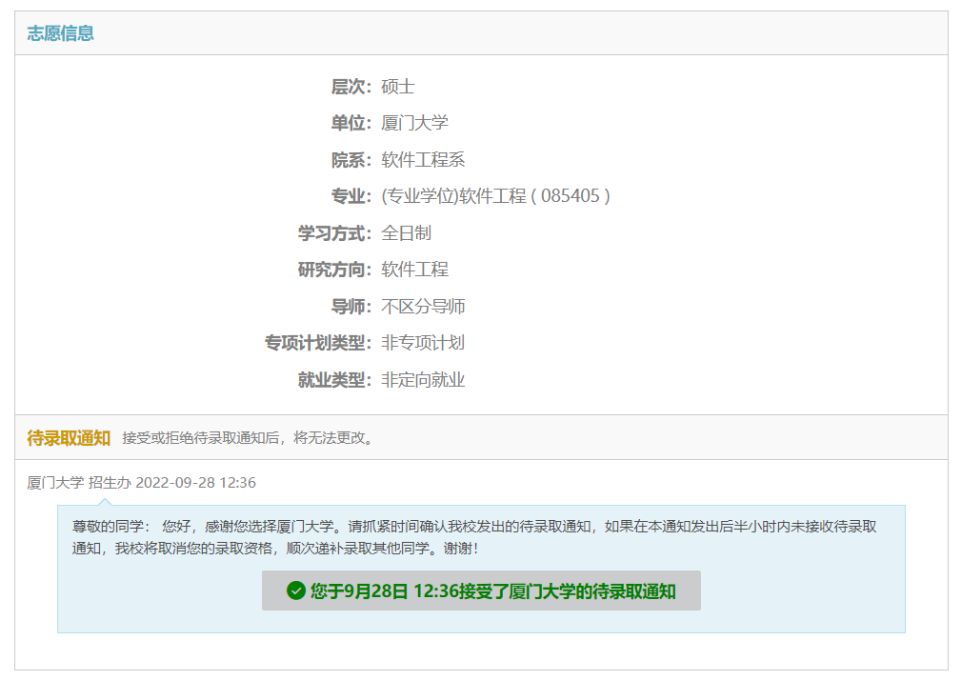 志愿信息
层次：硕士
单位：厦门大学
院系：软件工程系
专业：(专业学位)软件工程 ( 085405 )
学习方式：全日制
研究方向：软件工程
导师：不区分导师
专项计划类型：非专项计划
就业类型：非定向就业
待录取通知 接受或拒绝待录取通知后，将无法更改。
厦门大学 招生办 2022-09-28 12:36
尊敬的同学： 您好，感谢您选择厦门大学。请抓紧时间确认我校发出的待录取通知，如果在本通知发出后半小时内未接收待录取
通知，我校将取消您的录取资格，顺次递补录取其他同学。谢谢！
您于9月28日 12:36接受了厦门大学的待录取通知